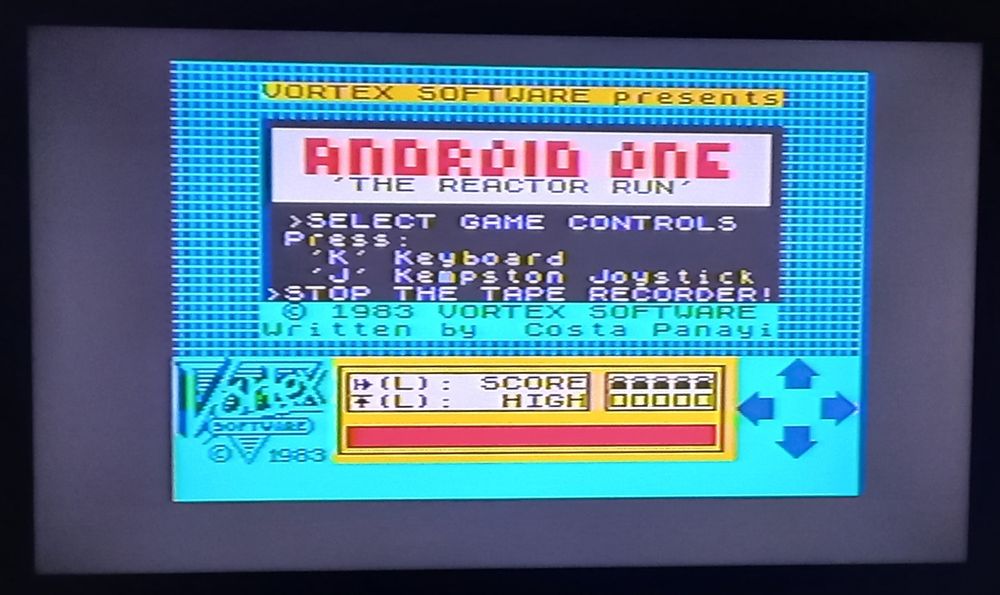 VORTEX SOFTWARE presents
ANDROID ONE
'THE REACTOR RUN'
>SELECT GAME CONTROLS
Press:
'K' Keyboard
'J' Kempston Joystick
>STOP THE TAPE RECORDER!
© 1983 VORTEX SOFTWARE
Written by Costa Panayi
Vortex
SOFTWARE
© 1983
(L): SCORE
(L): HIGH 00000